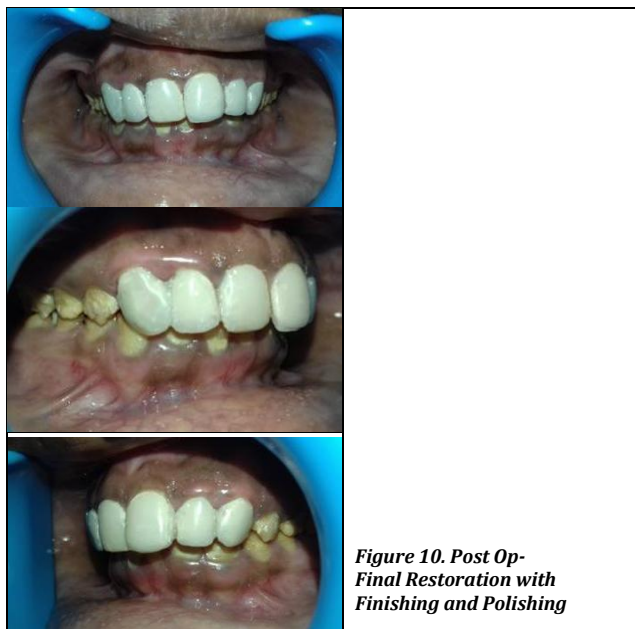 Figure 10. Post Op-
Final Restoration with
Finishing and Polishing